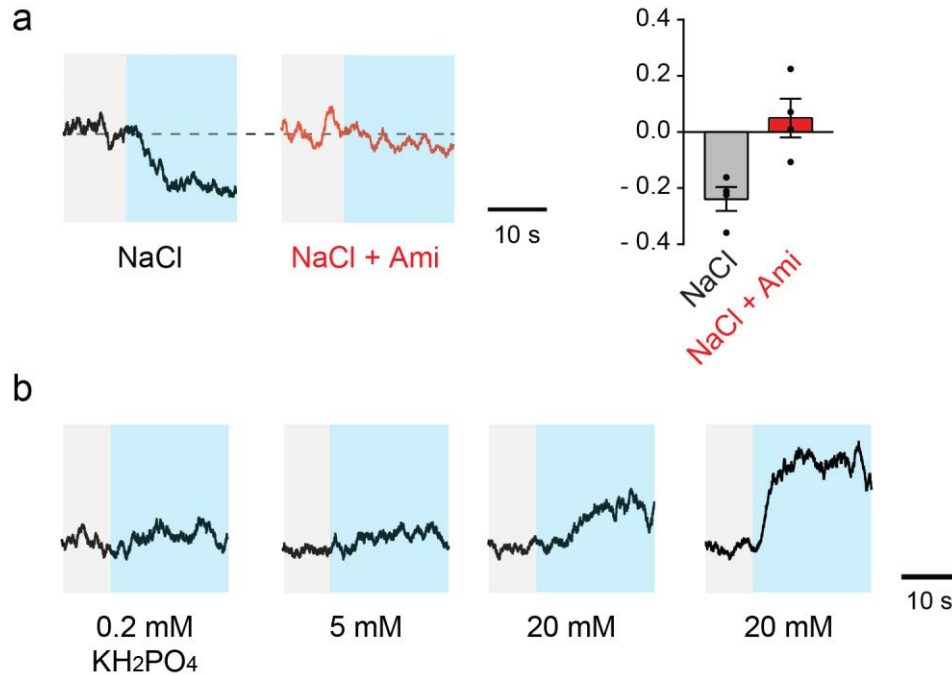 a
NaCl
NaCl + Ami
10 s
0.4
0.2
0.0
- 0.2
- 0.4
NaCl
NaCl + Ami
b
0.2 mM
KH₂PO₄
5 mM
20 mM
20 mM
10 s